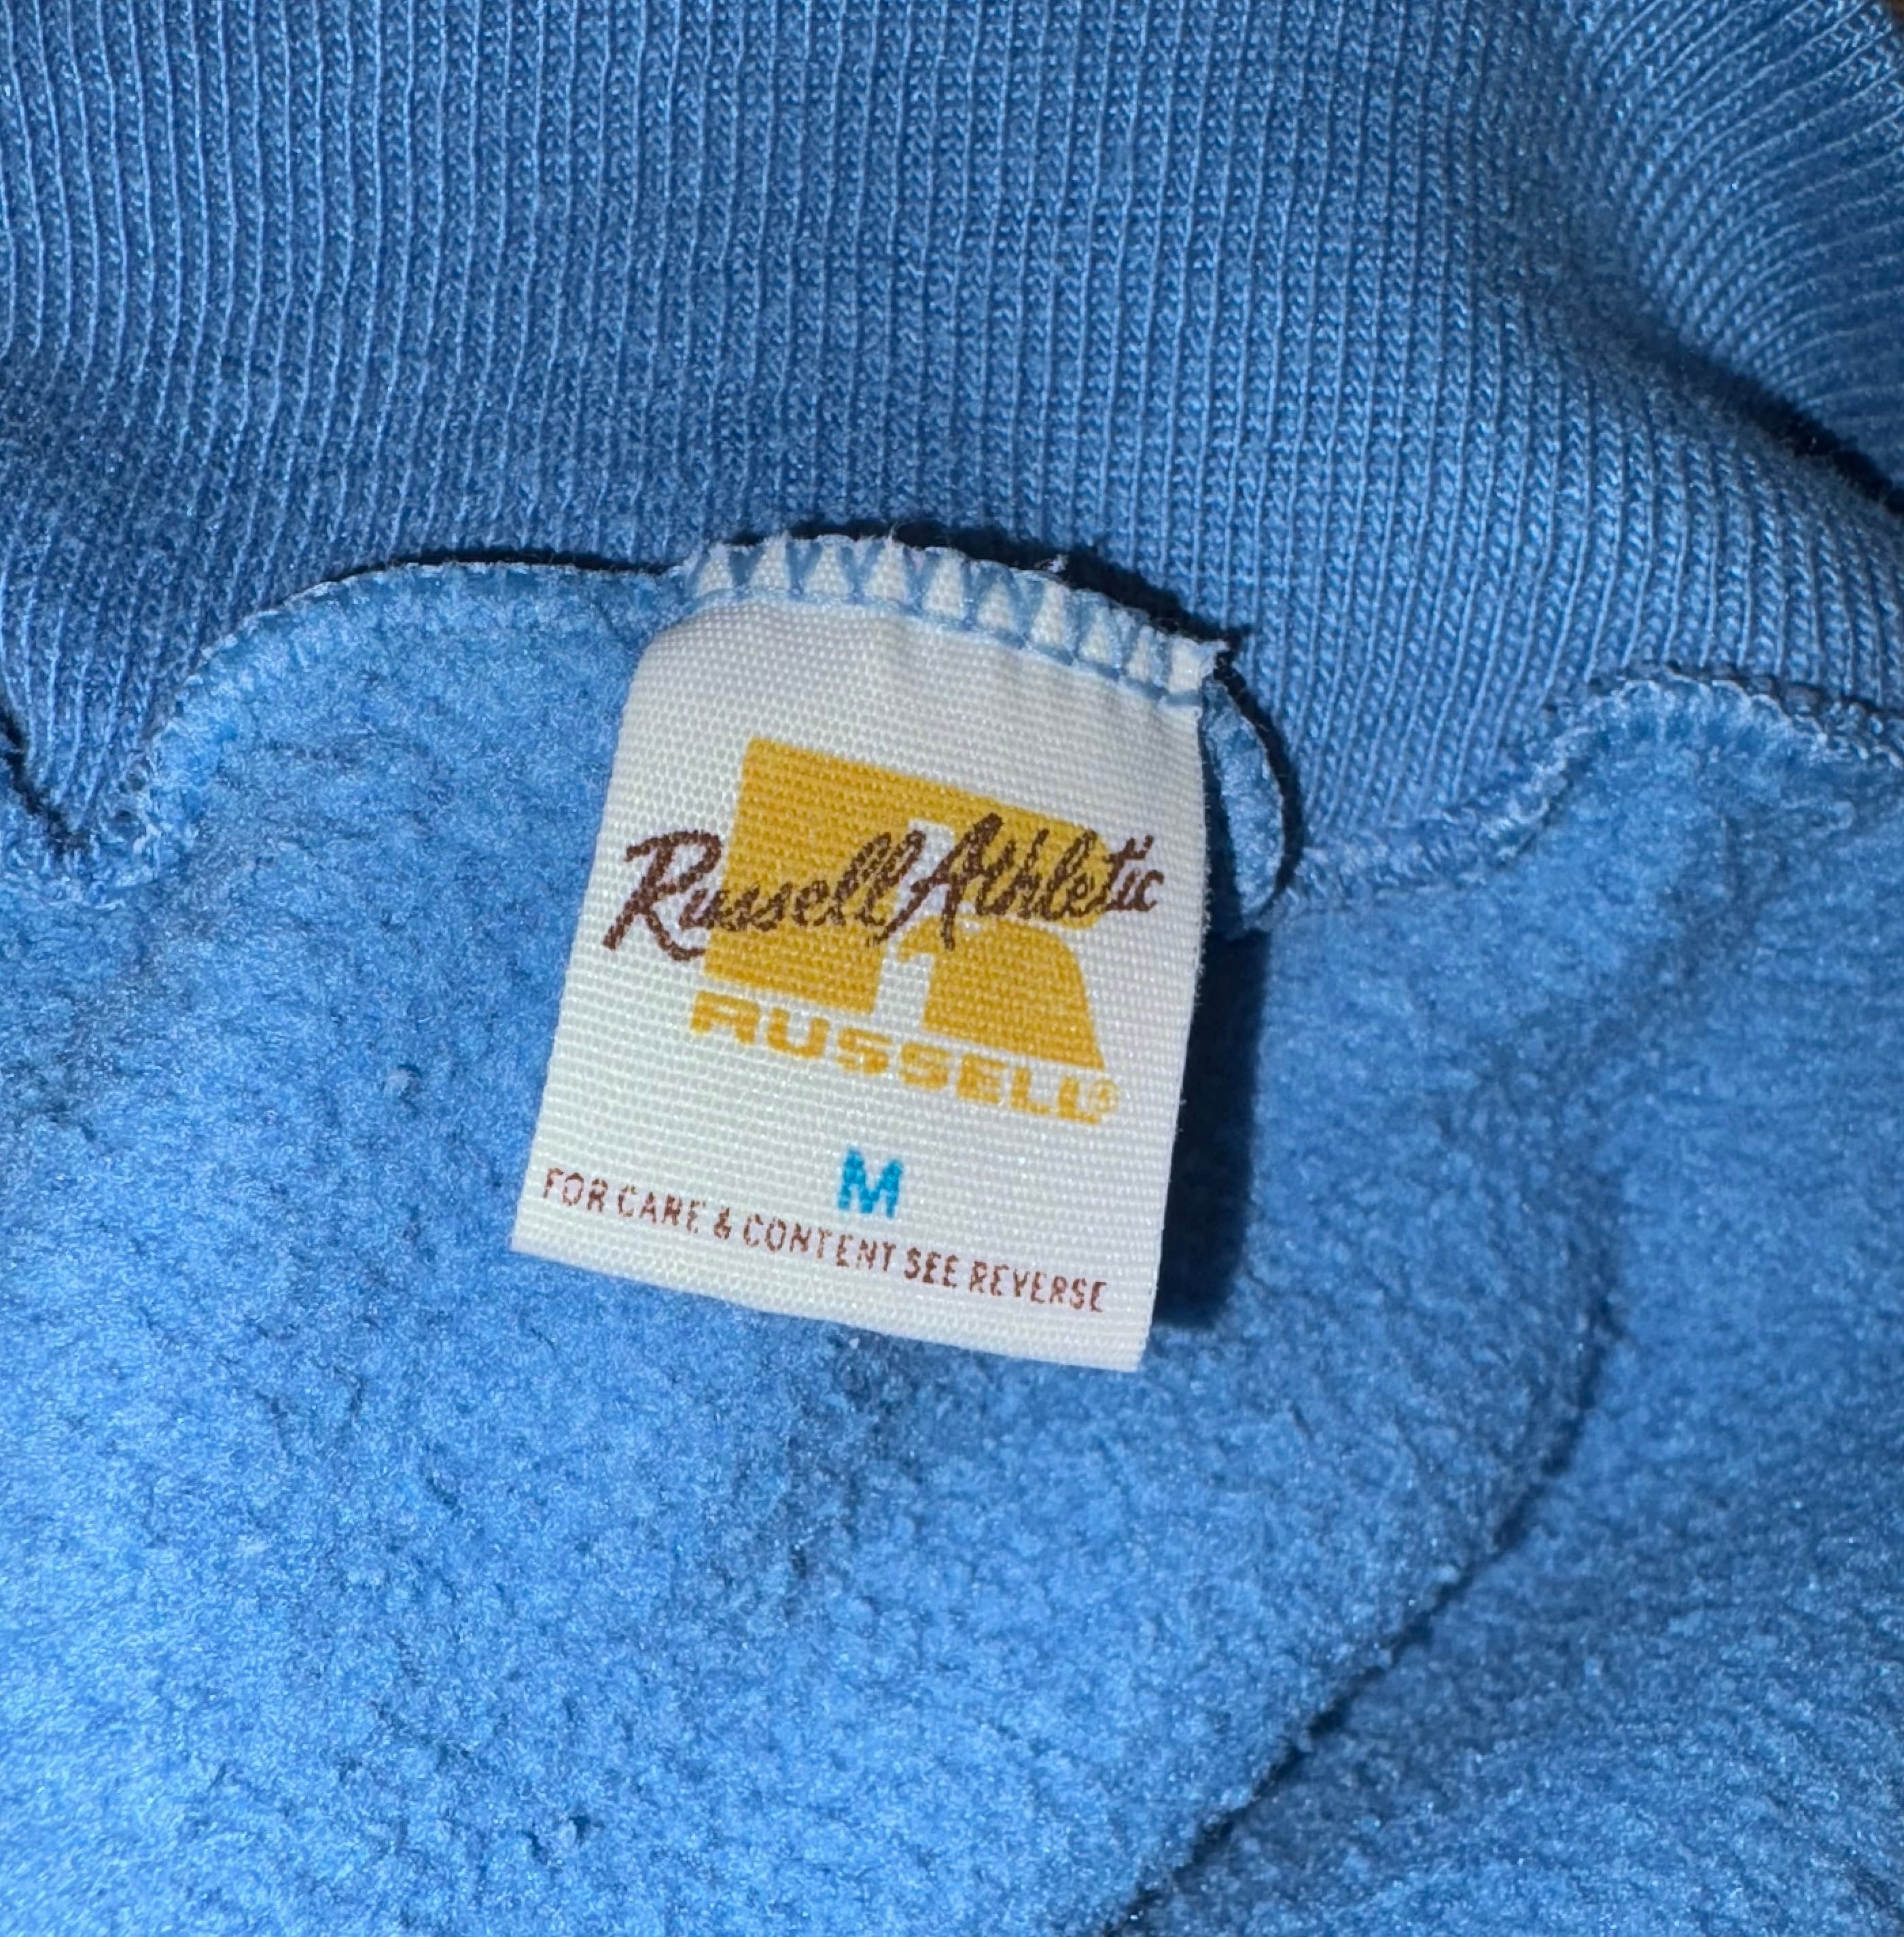 Russell Athletic
RUSSELL®
M
FOR CARE & CONTENT SEE REVERSE